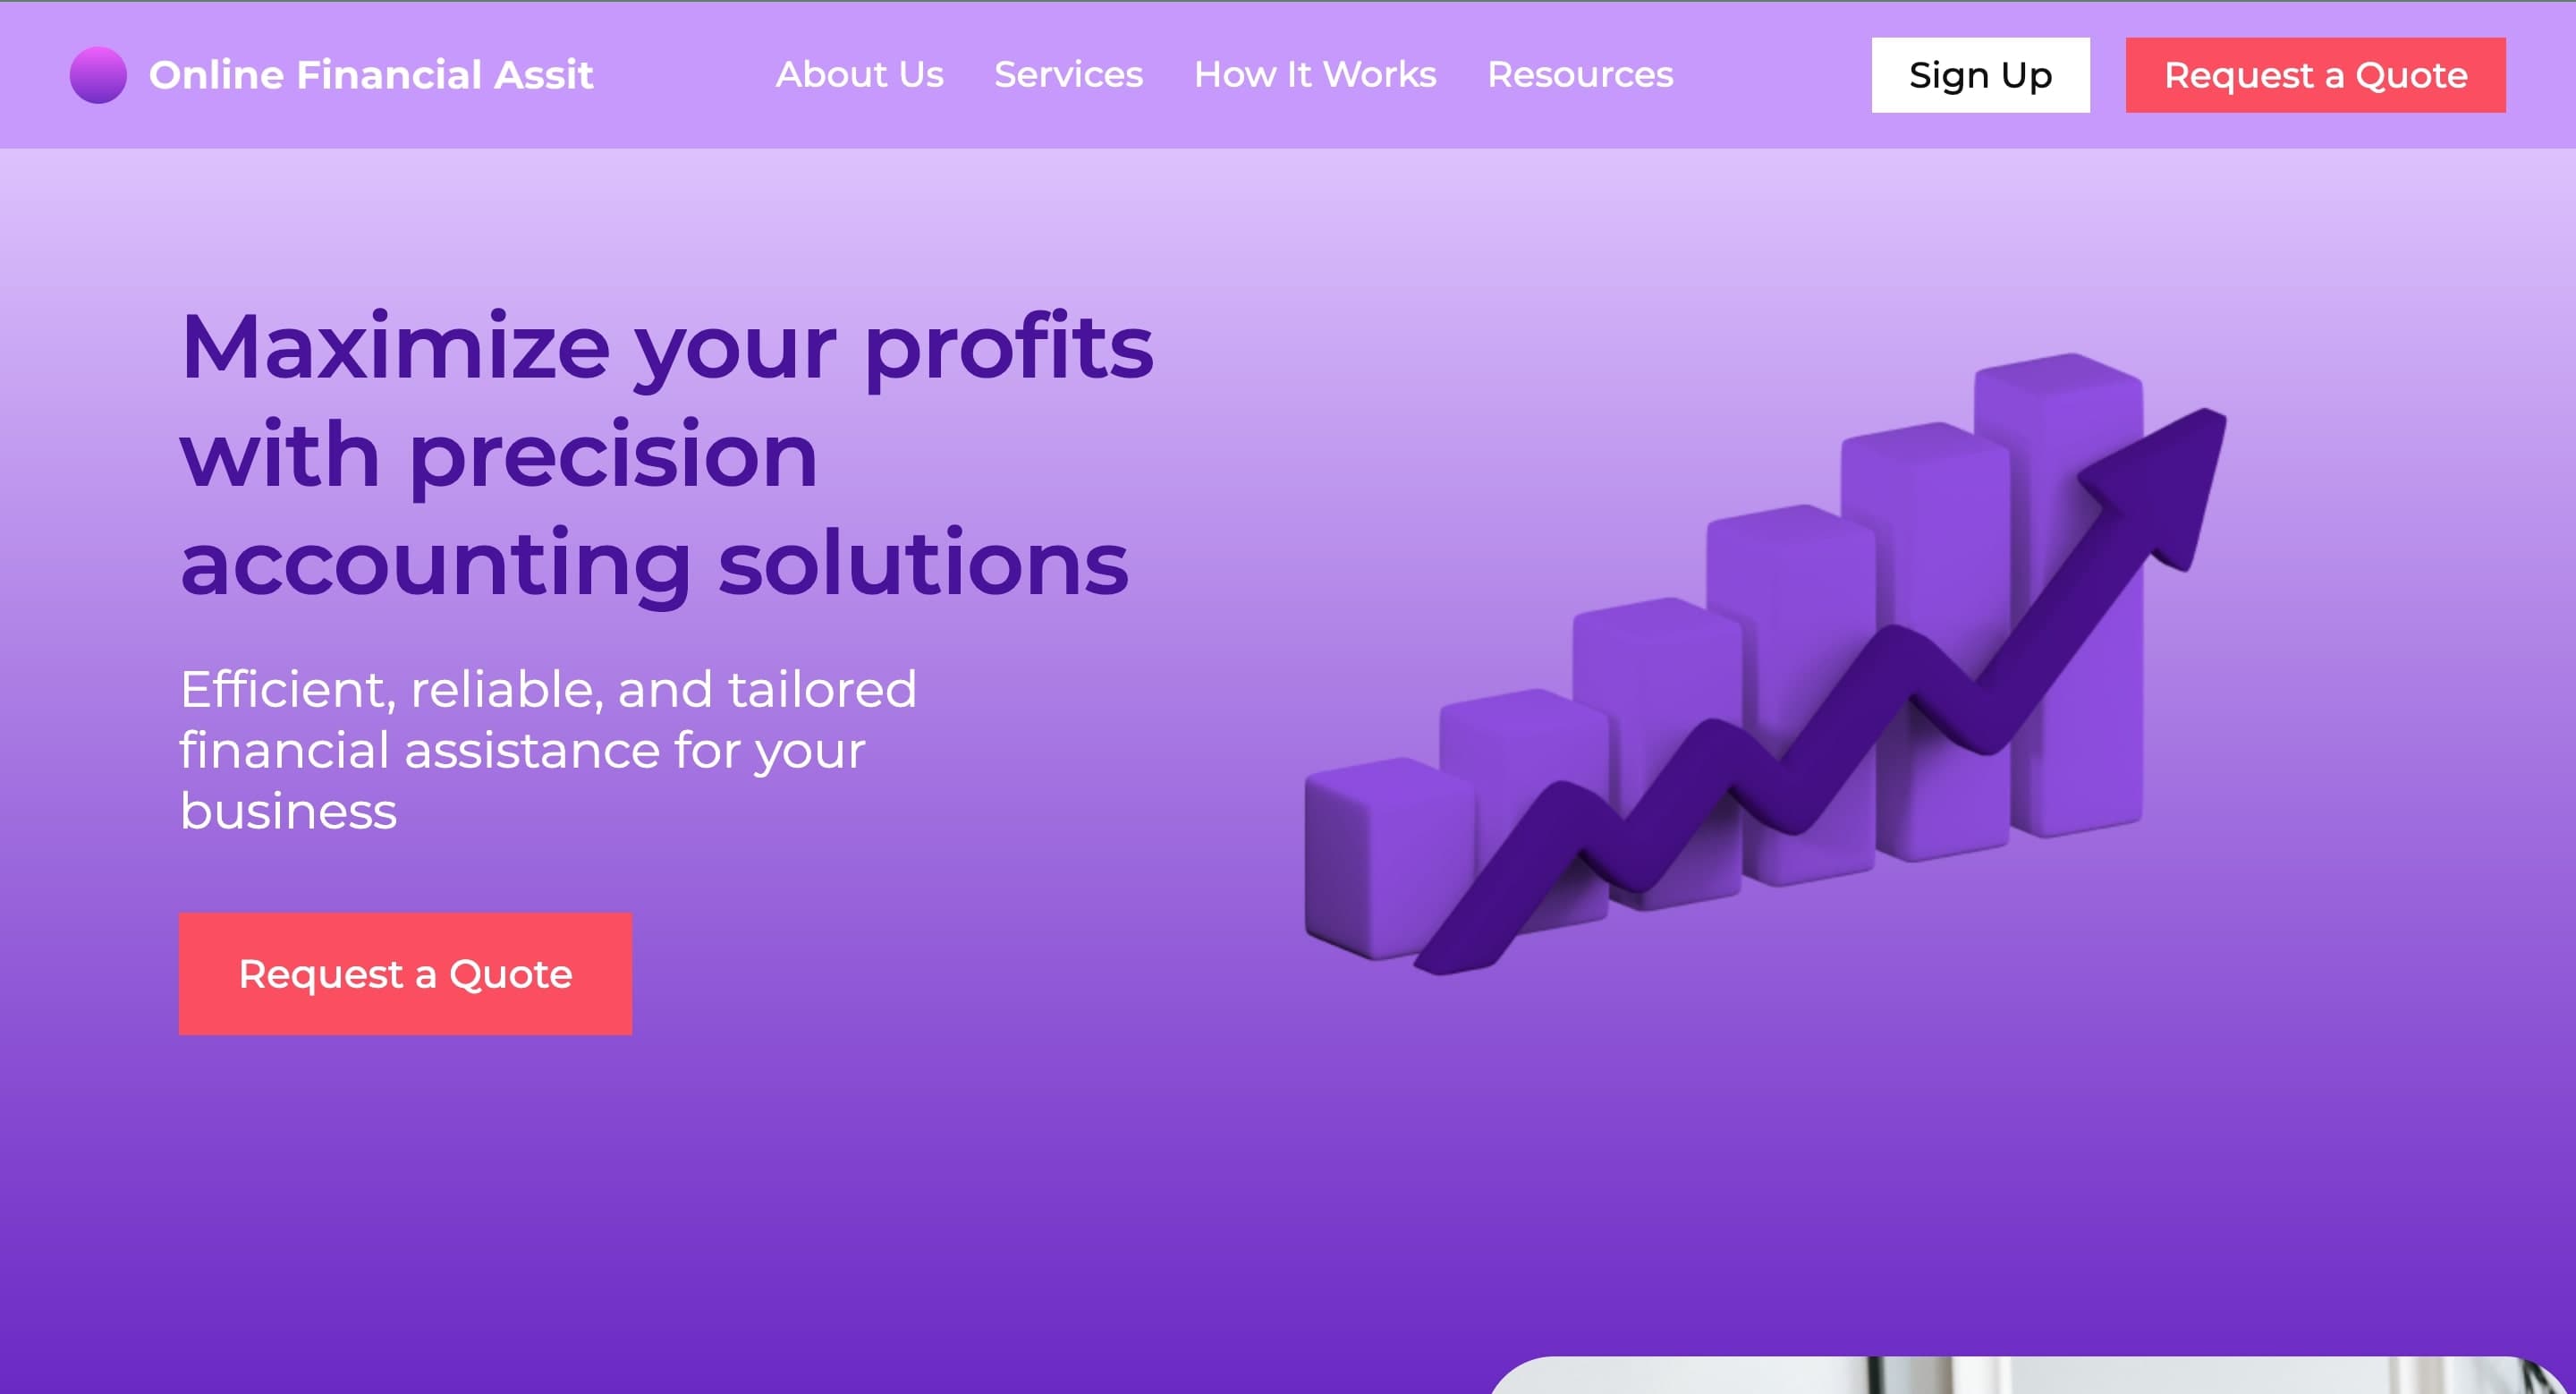 Online Financial Assit
About Us
Services
How It Works
Resources
Sign Up
Request a Quote
Maximize your profits
with precision
accounting solutions
Efficient, reliable, and tailored
financial assistance for your
business
Request a Quote